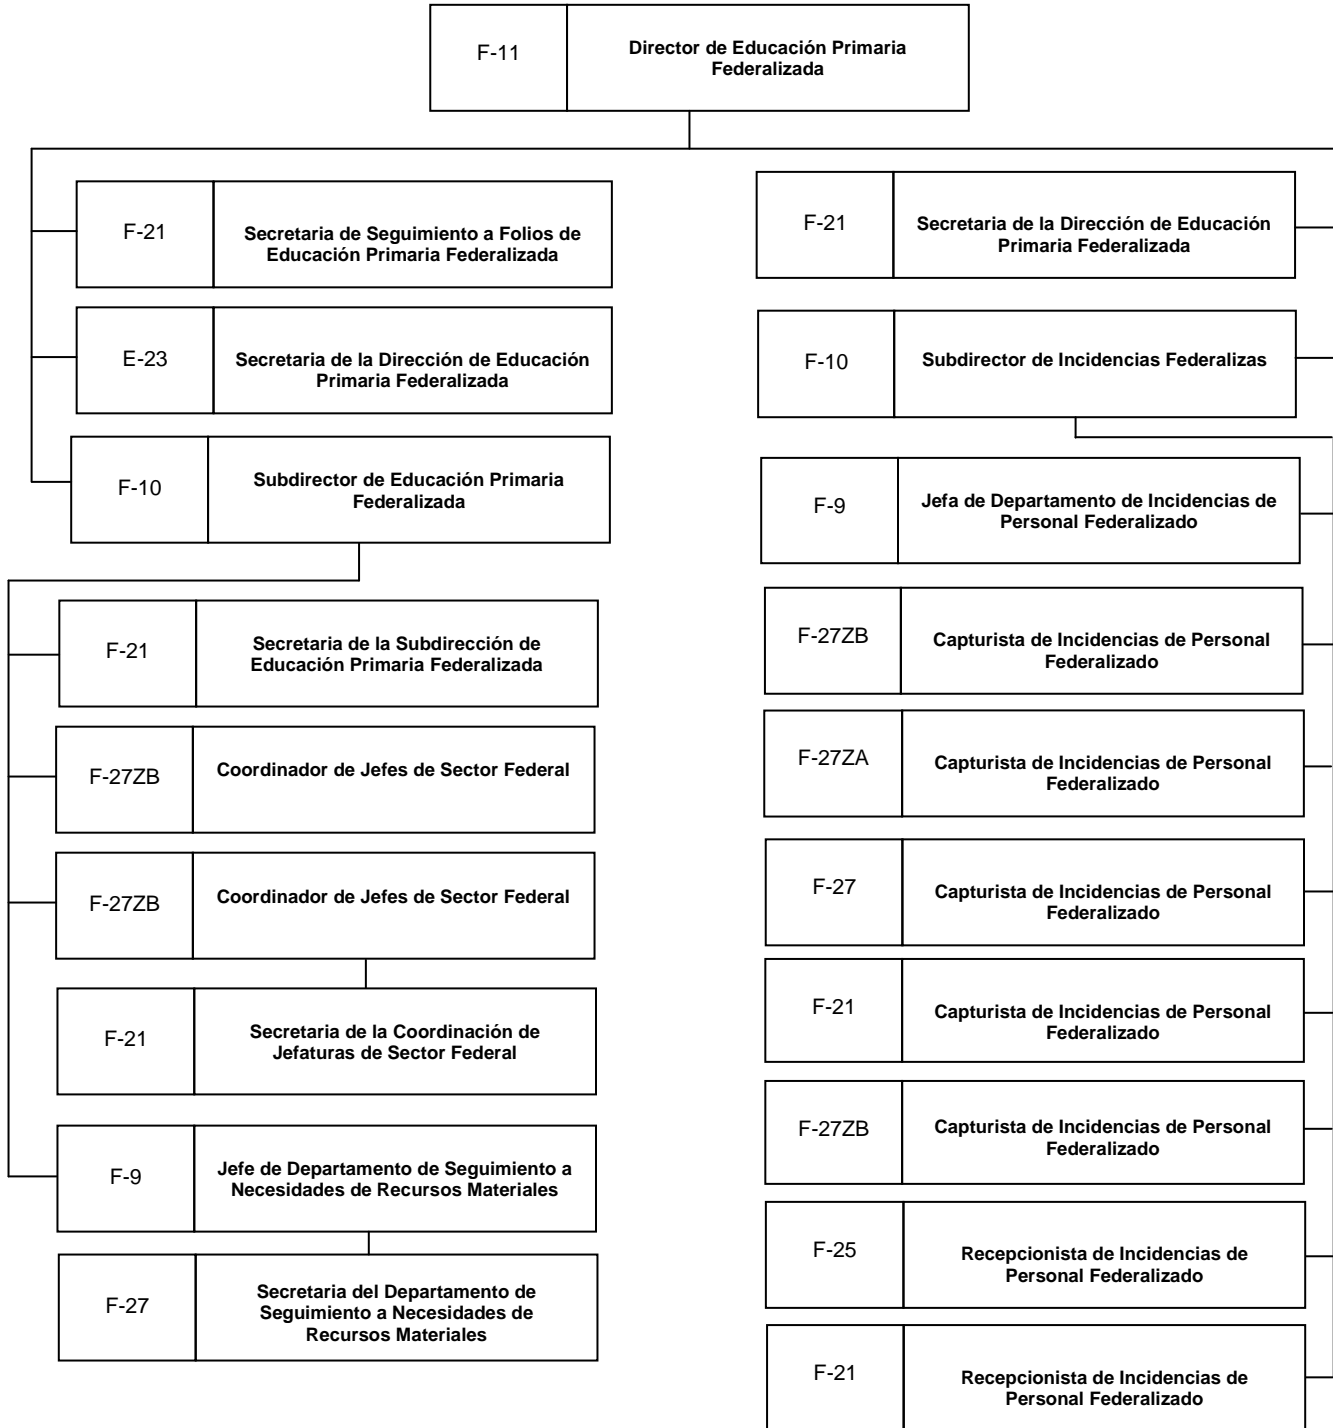 F-11
Director de Educación Primaria
Federalizada
F-21
Secretaria de Seguimiento a Folios de
Educación Primaria Federalizada
E-23
Secretaria de la Dirección de Educación
Primaria Federalizada
F-10
Subdirector de Educación Primaria
Federalizada
F-21
Secretaria de la Subdirección de
Educación Primaria Federalizada
F-27ZB
Coordinador de Jefes de Sector Federal
F-27ZB
Coordinador de Jefes de Sector Federal
F-21
Secretaria de la Coordinación de
Jefaturas de Sector Federal
F-9
Jefe de Departamento de Seguimiento a
Necesidades de Recursos Materiales
F-27
Secretaria del Departamento de
Seguimiento a Necesidades de
Recursos Materiales
F-21
Secretaria de la Dirección de Educación
Primaria Federalizada
F-10
Subdirector de Incidencias Federalizas
F-9
Jefa de Departamento de Incidencias de
Personal Federalizado
F-27ZB
Capturista de Incidencias de Personal
Federalizado
F-27ZA
Capturista de Incidencias de Personal
Federalizado
F-27
Capturista de Incidencias de Personal
Federalizado
F-21
Capturista de Incidencias de Personal
Federalizado
F-27ZB
Capturista de Incidencias de Personal
Federalizado
F-25
Recepcionista de Incidencias de
Personal Federalizado
F-21
Recepcionista de Incidencias de
Personal Federalizado